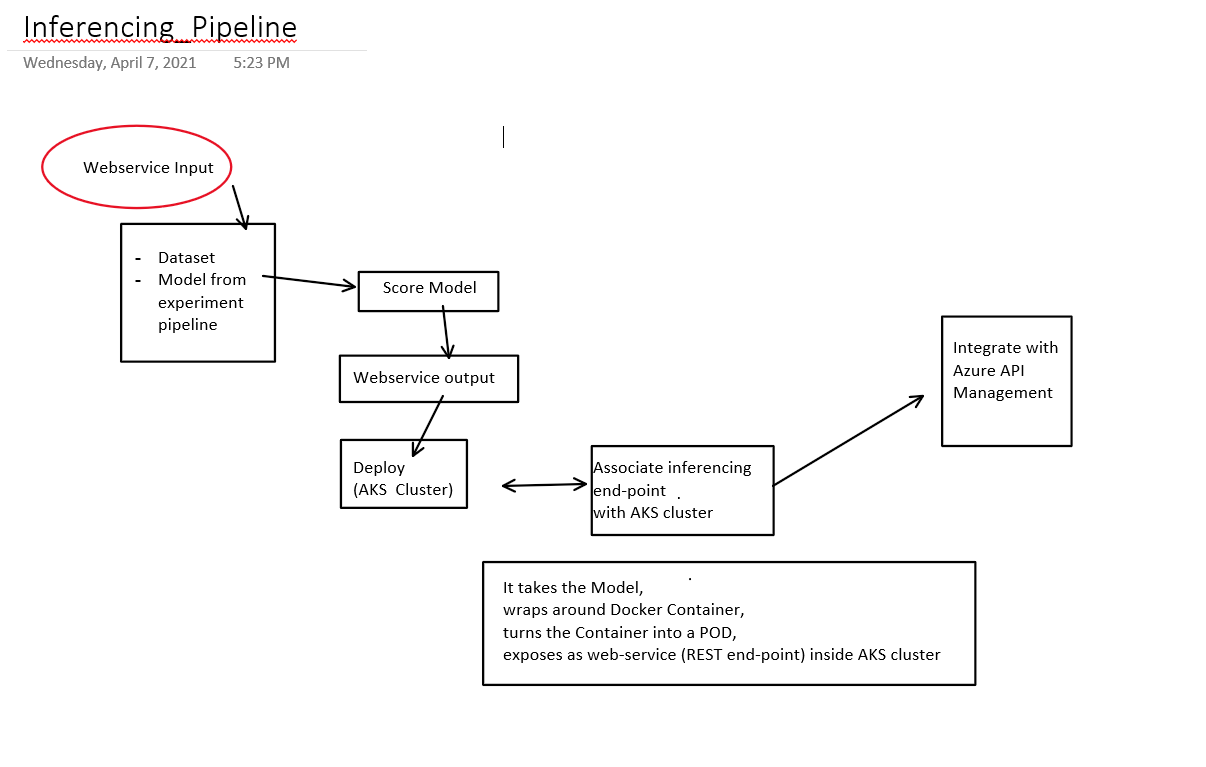 Inferencing_Pipeline
Wednesday, April 7, 2021 5:23 PM
Webservice Input
- Dataset
- Model from
experiment
pipeline
Score Model
Webservice output
Deploy
(AKS Cluster)
Associate inferencing
end-point
with AKS cluster
Integrate with
Azure API
Management
It takes the Model,
wraps around Docker Container,
turns the Container into a POD,
exposes as web-service (REST end-point) inside AKS cluster